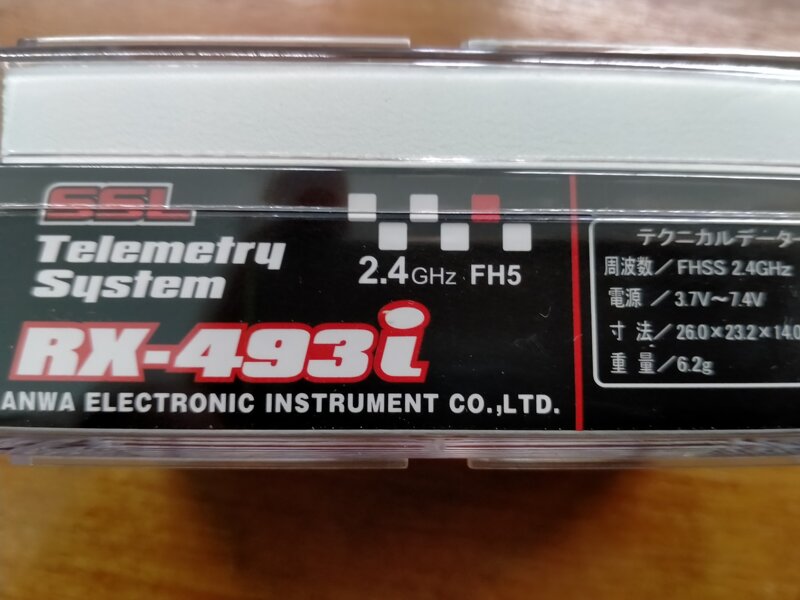 SSL
Telemetry
System
2.4GHz FH5
RX-493i
ANWA ELECTRONIC INSTRUMENT CO.,LTD.
テクニカルデーター
周波数/FHSS 2.4GHz
電源/3.7V~7.4V
寸法/26.0×23.2×14.0
重量/6.2g